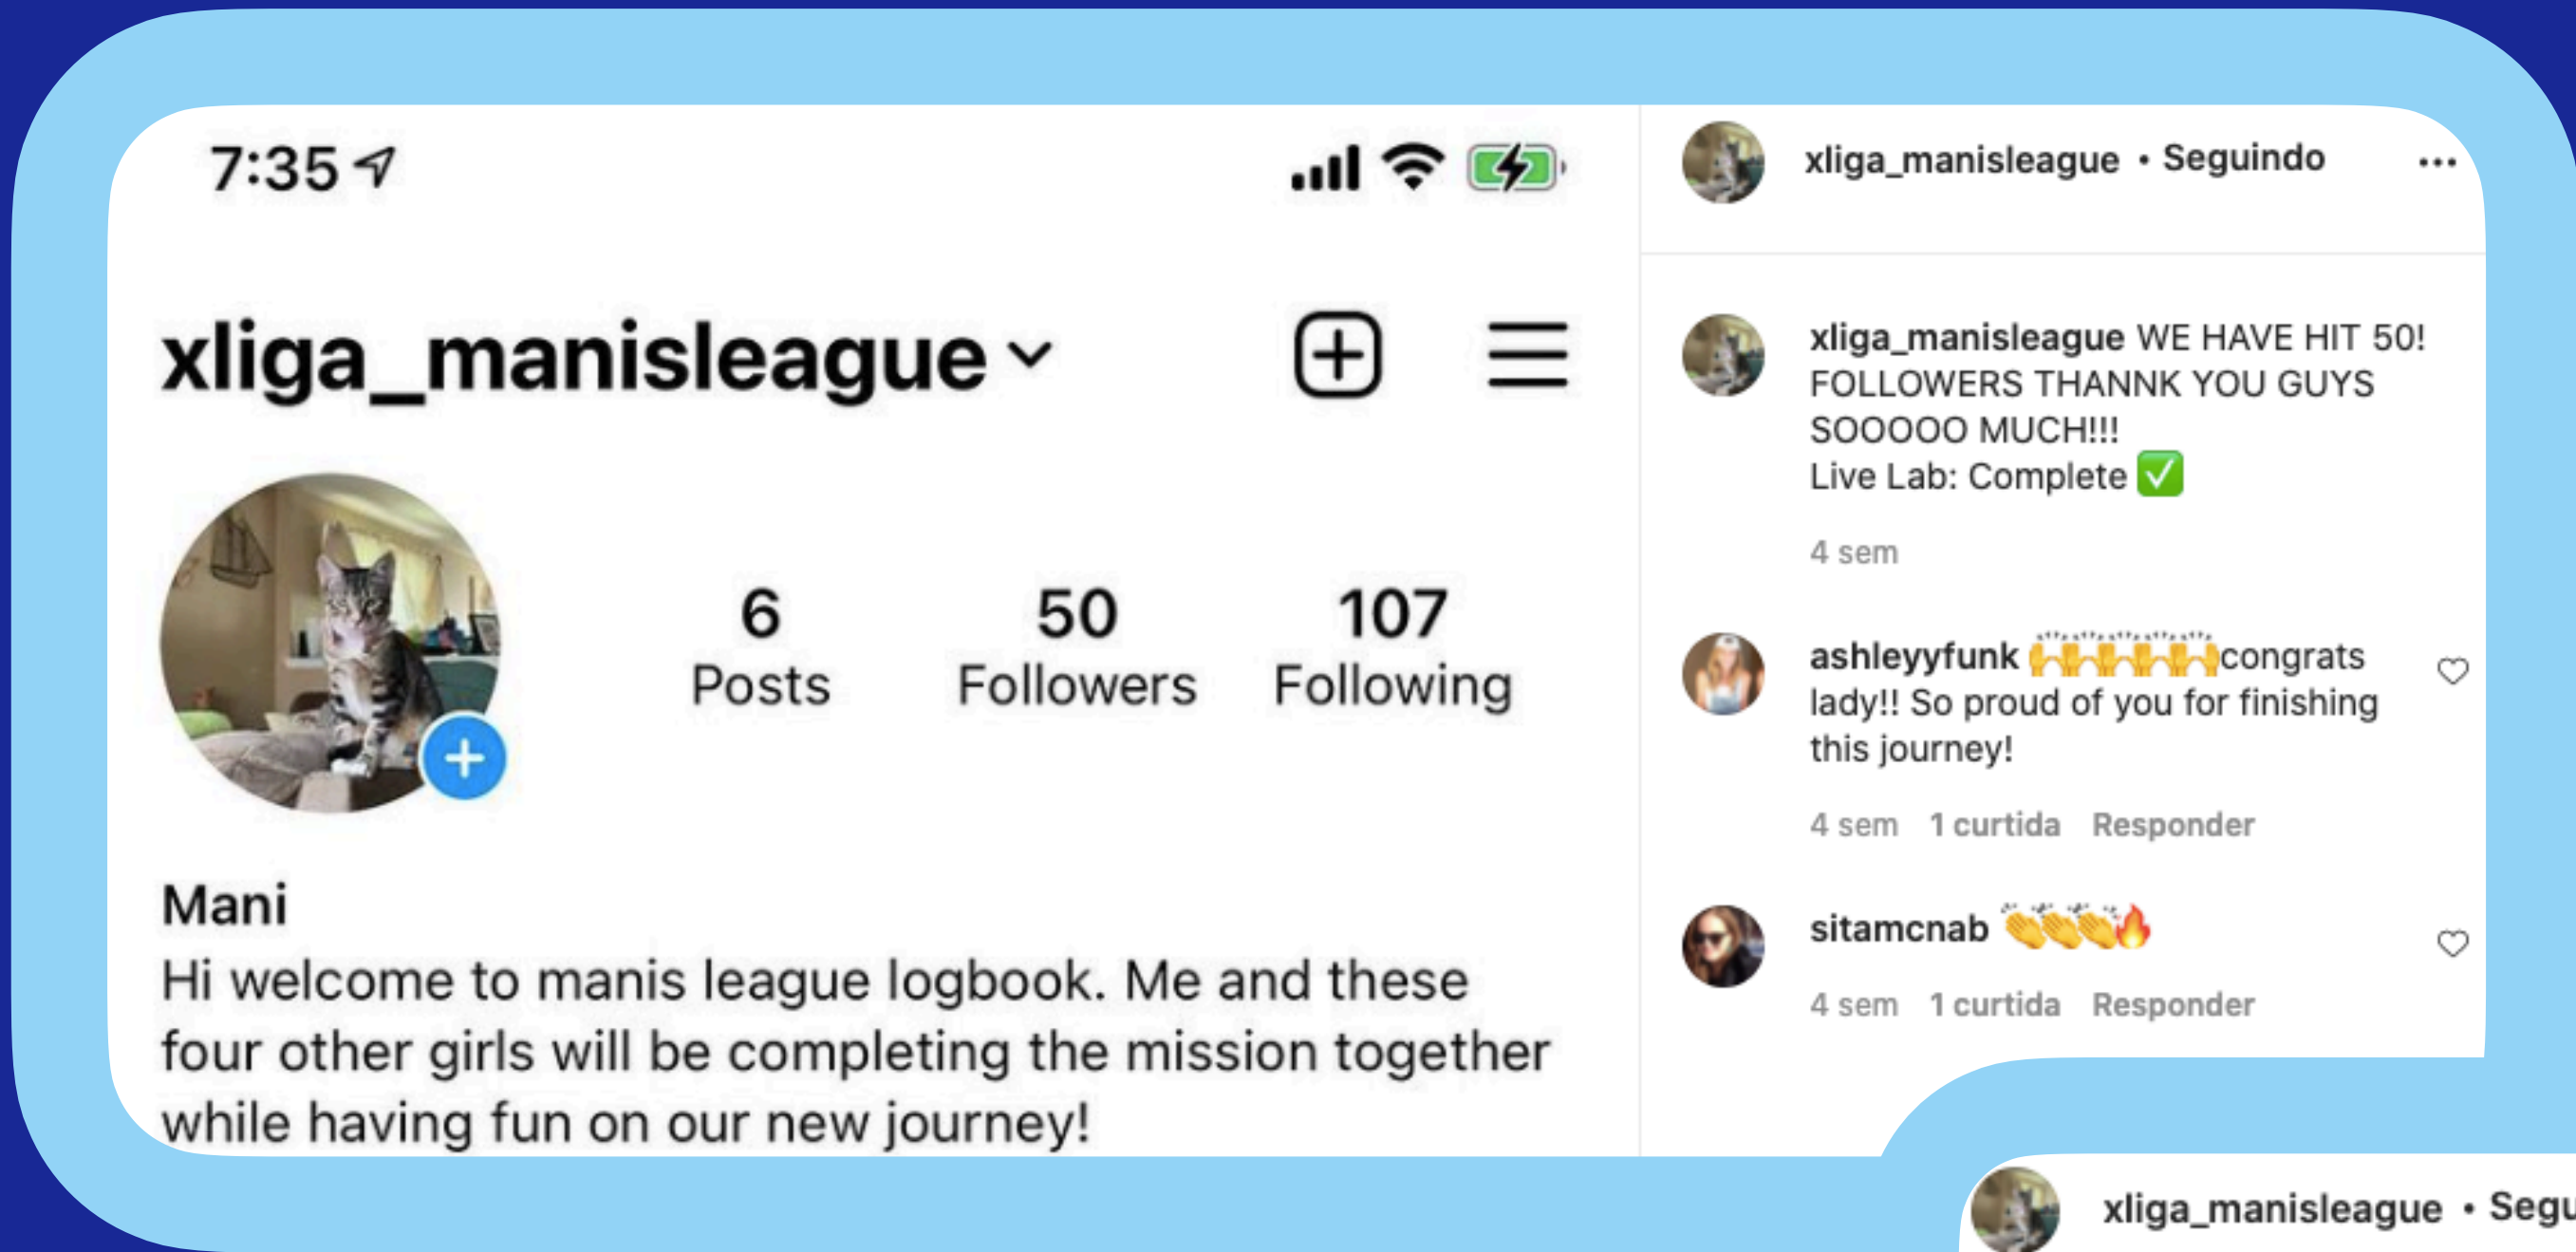 7:35
xliga_manisleague
6 50 107
Posts Followers Following
Mani
Hi welcome to manis league logbook. Me and these
four other girls will be completing the mission together
while having fun on our new journey!
xliga_manisleague • Seguindo
xliga_manisleague WE HAVE HIT 50!
FOLLOWERS THANNK YOU GUYS
SOOOOO MUCH!!!
Live Lab: Complete ✅
4 sem
ashleyyfunk 🙌🙌🙌🙌congrats
lady!! So proud of you for finishing
this journey!
4 sem 1 curtida Responder
sitamcnab 👏👏👏🔥
4 sem 1 curtida Responder
xliga_manisleague • Segu